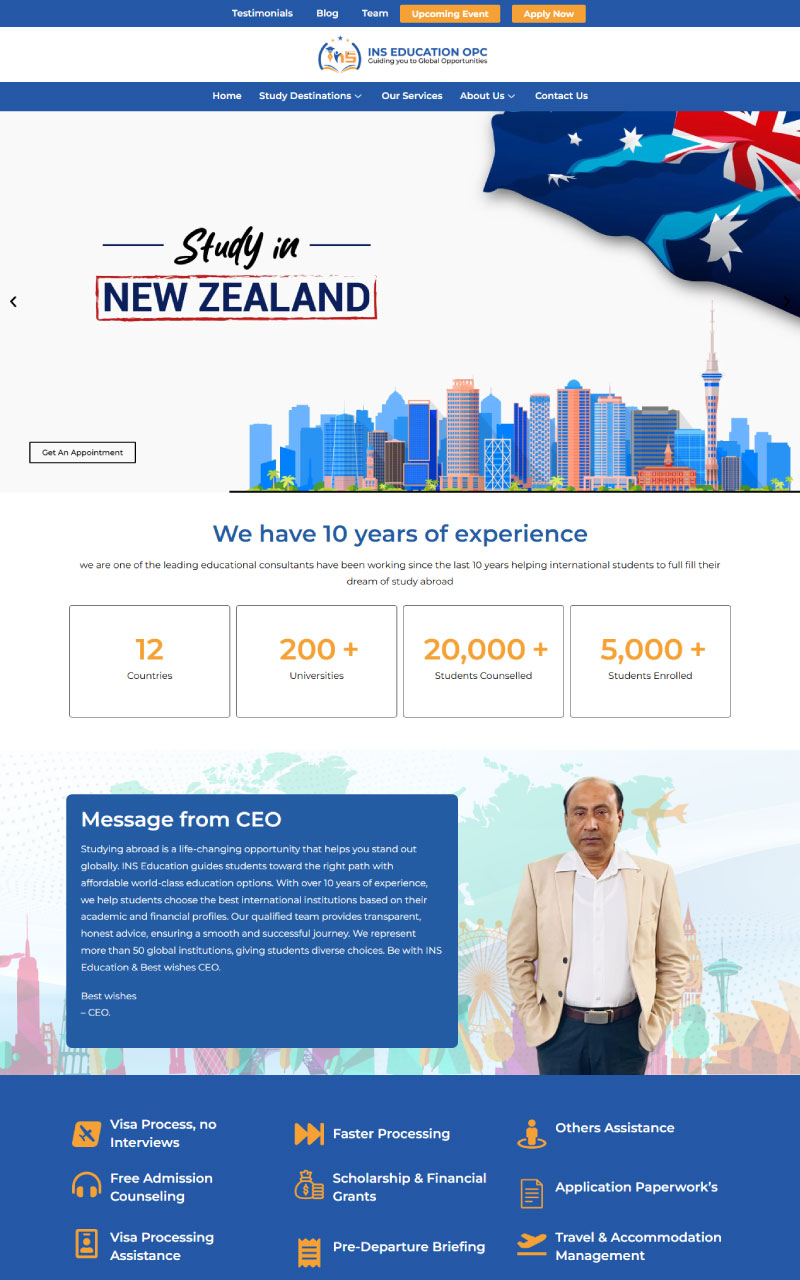 Testimonials Blog Team Upcoming Event Apply Now
INS
INS EDUCATION OPC
Guiding you to Global Opportunities
Home Study Destinations Our Services About Us Contact Us
Study in
NEW ZEALAND
Get An Appointment
We have 10 years of experience
we are one of the leading educational consultants have been working since the last 10 years helping international students to full fill their
dream of study abroad
12 200 + 20,000 + 5,000 +
Countries Universities Students Counselled Students Enrolled
Message from CEO
Studying abroad is a life-changing opportunity that helps you stand out
globally. INS Education guides students toward the right path with
affordable world-class education options. With over 10 years of experience,
we help students choose the best international institutions based on their
academic and financial profiles. Our qualified team provides transparent,
honest advice, ensuring a smooth and successful journey. We represent
more than 50 global institutions, giving students diverse choices. Be with INS
Education & Best wishes CEO.
Best wishes
– CEO.
Visa Process, no
Interviews
Faster Processing
Others Assistance
Free Admission
Counseling
Scholarship & Financial
Grants
Application Paperwork’s
Visa Processing
Assistance
Pre-Departure Briefing
Travel & Accommodation
Management